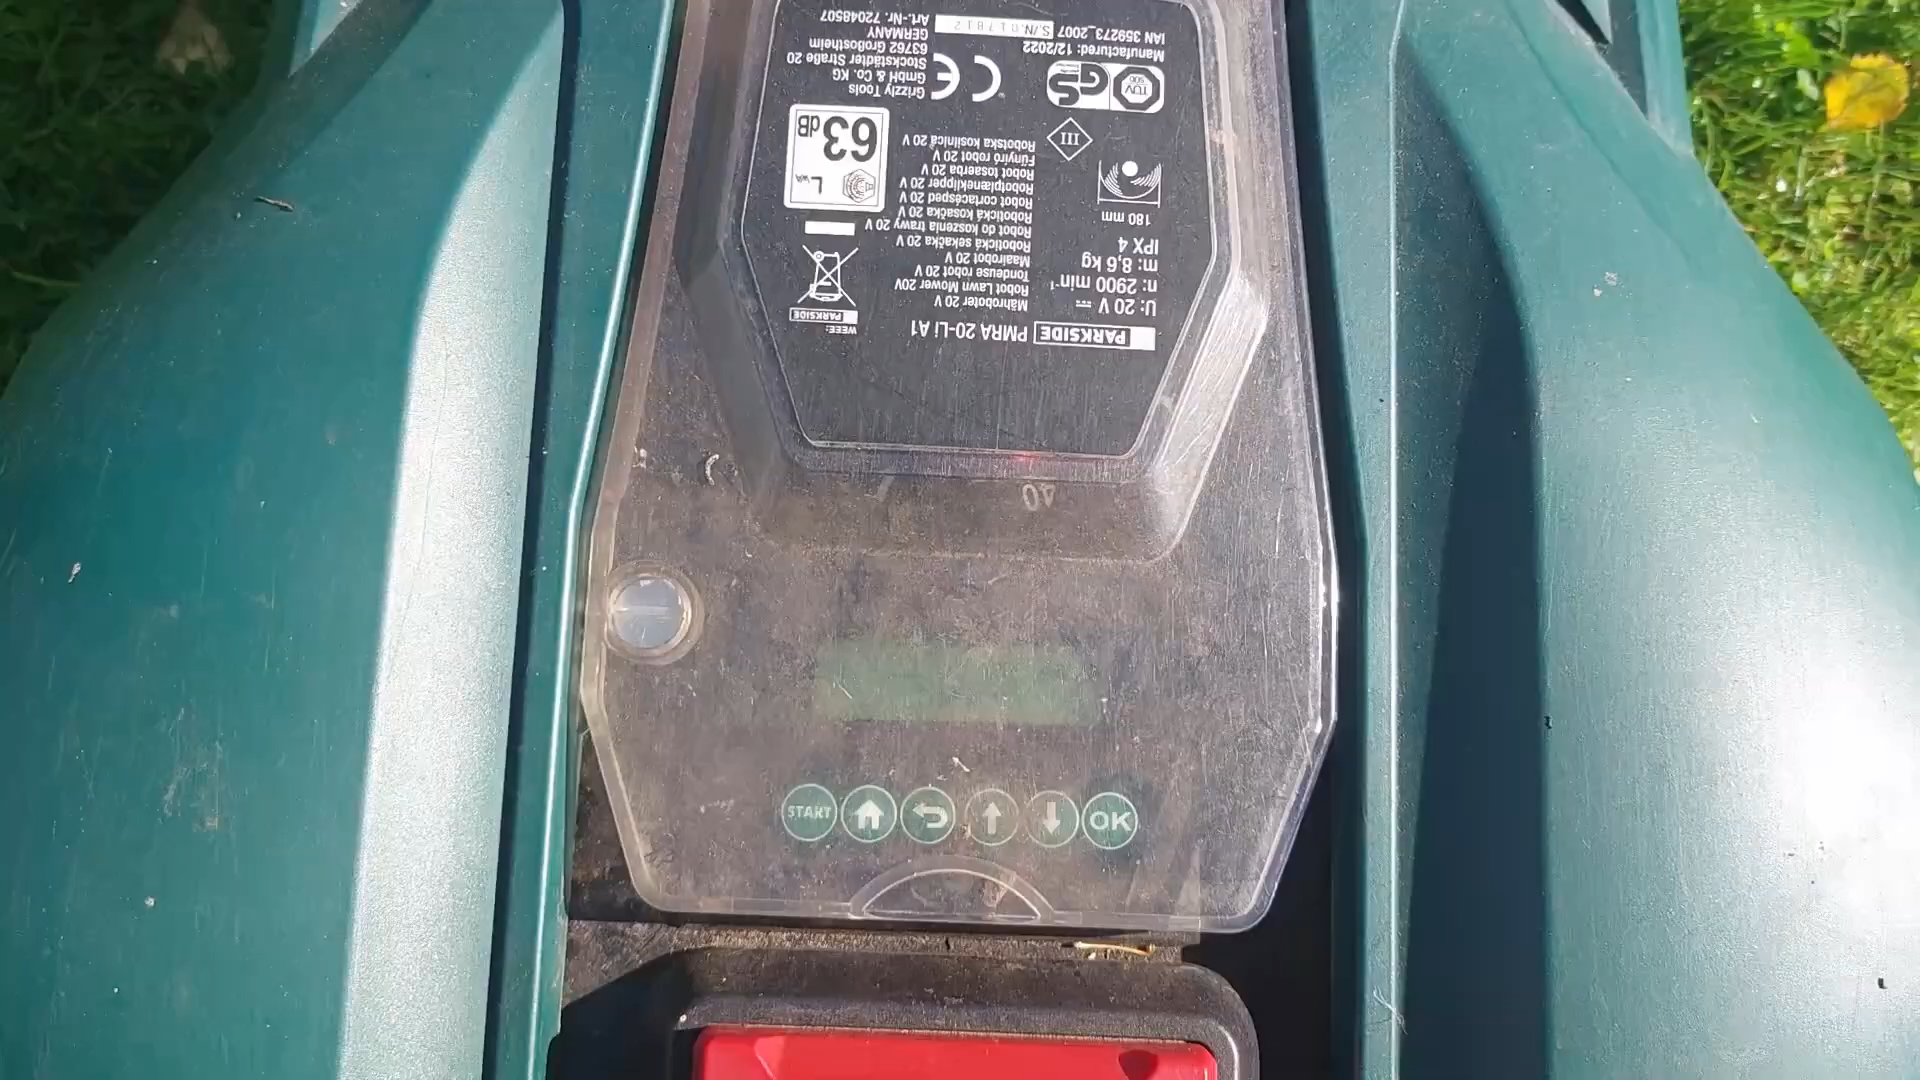 PARKSIDE PMRA 20-Li A1
U: 20 V
n: 2900 min-1
m: 8,6 kg
IPX 4
180 mm
III
Mähroboter 20 V
Robot Lawn Mower 20V
Tondeuse robot 20 V
Maairobot 20 V
Robotická sekačka 20 V
Robot do koszenia trawy 20 V
Robotická kosačka 20 V
Robot cortacésped 20 V
Robotplæneklipper 20 V
Robot tosaerba 20 V
Fűnyíró robot 20 V
Robotska kosilnica 20 V
WEEE:
PARKSIDE
LWA
63 dB
TÜV
SÜD
GS
CE
Manufactured: 12/2022
IAN 359273_2007 S/N.017817
Grizzly Tools
GmbH & Co. KG
Stockstädter Straße 20
63762 Großostheim
GERMANY
Art.-Nr. 72048507
40
START
OK